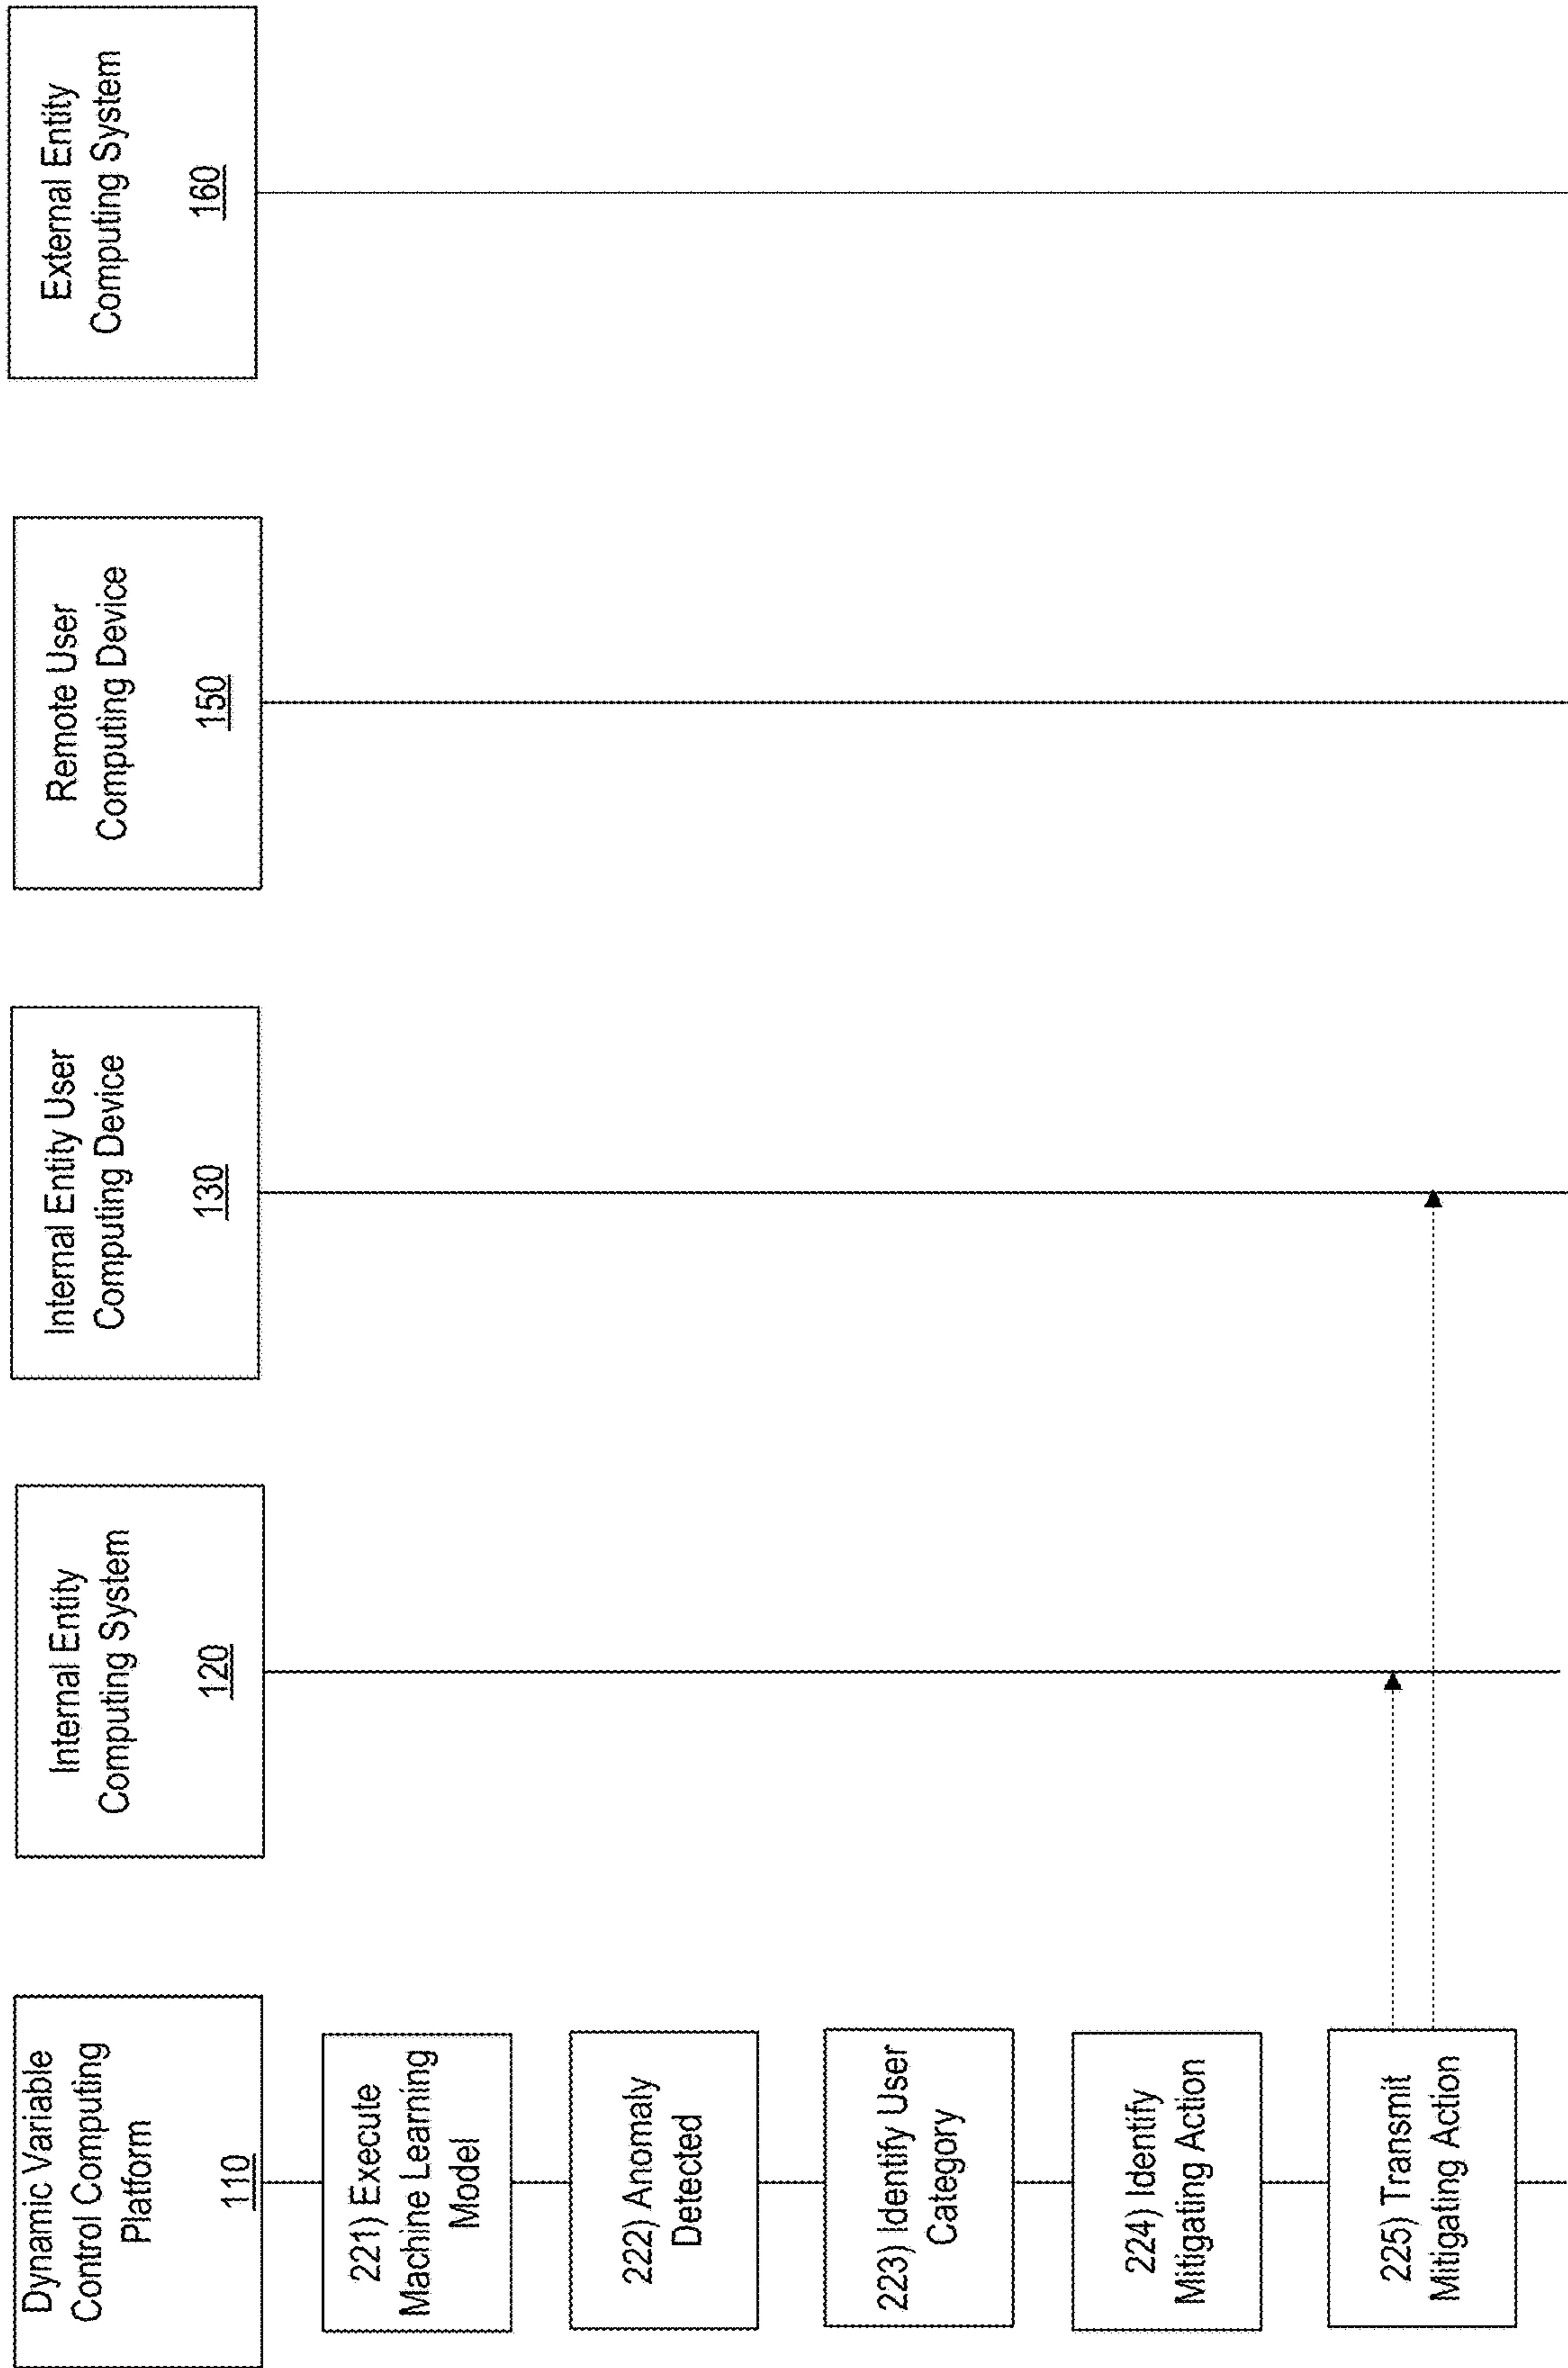 Dynamic Variable
Control Computing
Platform
110
Internal Entity
Computing System
120
Internal Entity User
Computing Device
130
Remote User
Computing Device
150
External Entity
Computing System
160
221) Execute
Machine Learning
Model
222) Anomaly
Detected
223) Identify User
Category
224) Identify
Mitigating Action
225) Transmit
Mitigating Action